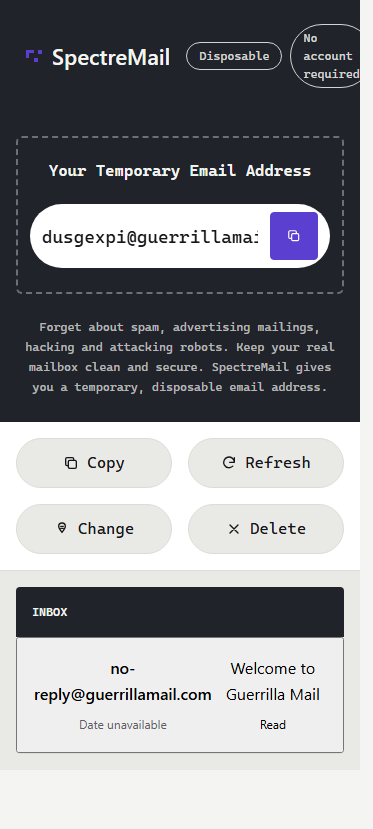 SpectreMail
Disposable
No
account
required
Your Temporary Email Address
dusgexpi@guerrillamai
Forget about spam, advertising mailings,
hacking and attacking robots. Keep your real
mailbox clean and secure. SpectreMail gives
you a temporary, disposable email address.
Copy
Refresh
Change
Delete
INBOX
no-
reply@guerrillamail.com
Date unavailable
Welcome to
Guerrilla Mail
Read